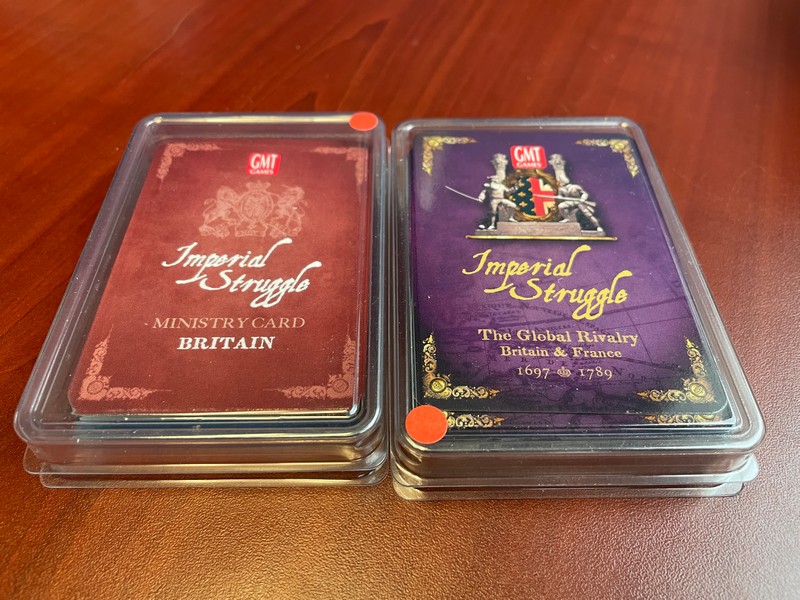 GMT
GAMES
Imperial
Struggle
MINISTRY CARD
BRITAIN
GMT
GAMES
Imperial
Struggle
The Global Rivalry
Britain & France
1697 1789